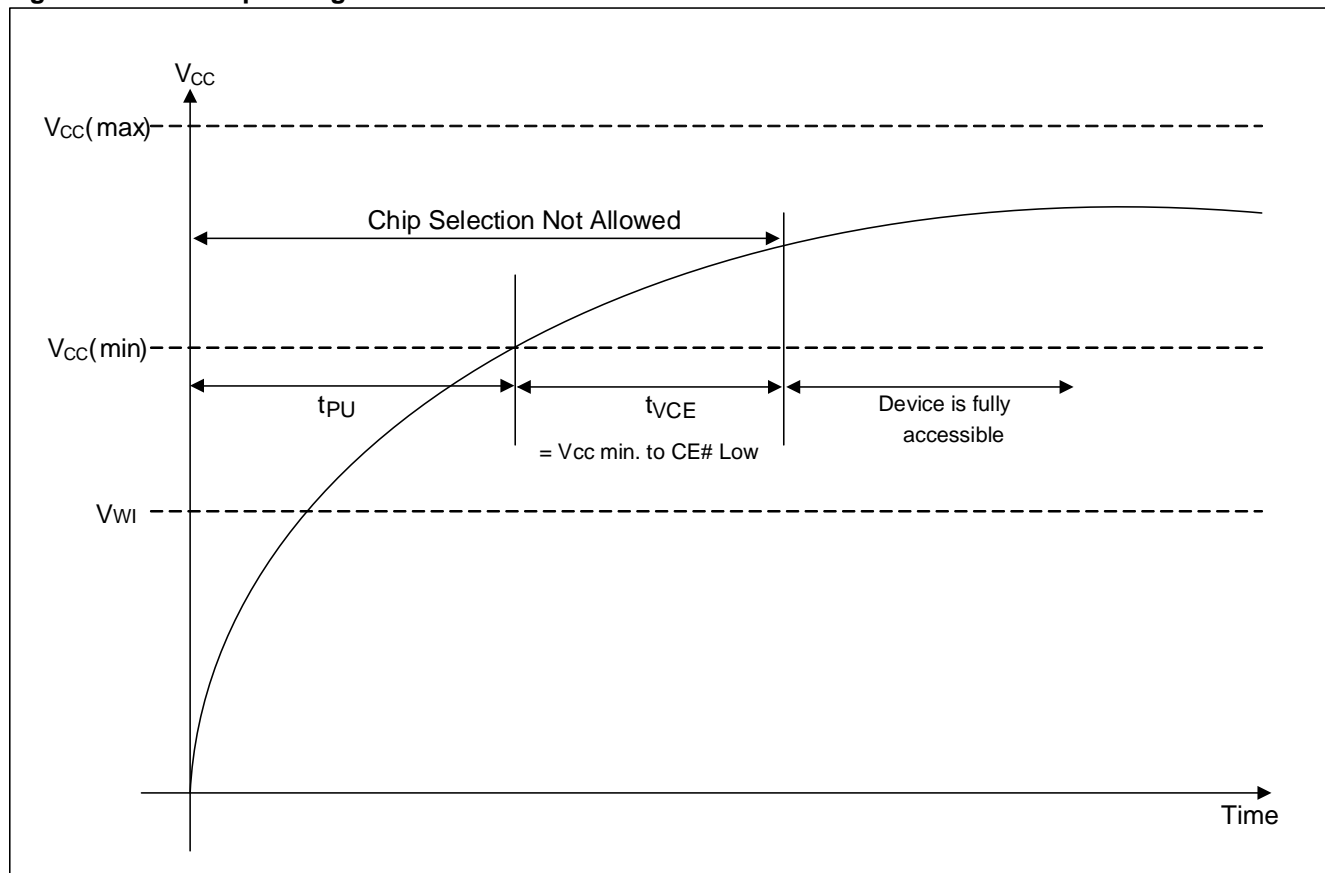 VCC
VCC(max)
Chip Selection Not Allowed
VCC(min)
tPU
tVCE
Device is fully
accessible
= Vcc min. to CE# Low
VWI
Time